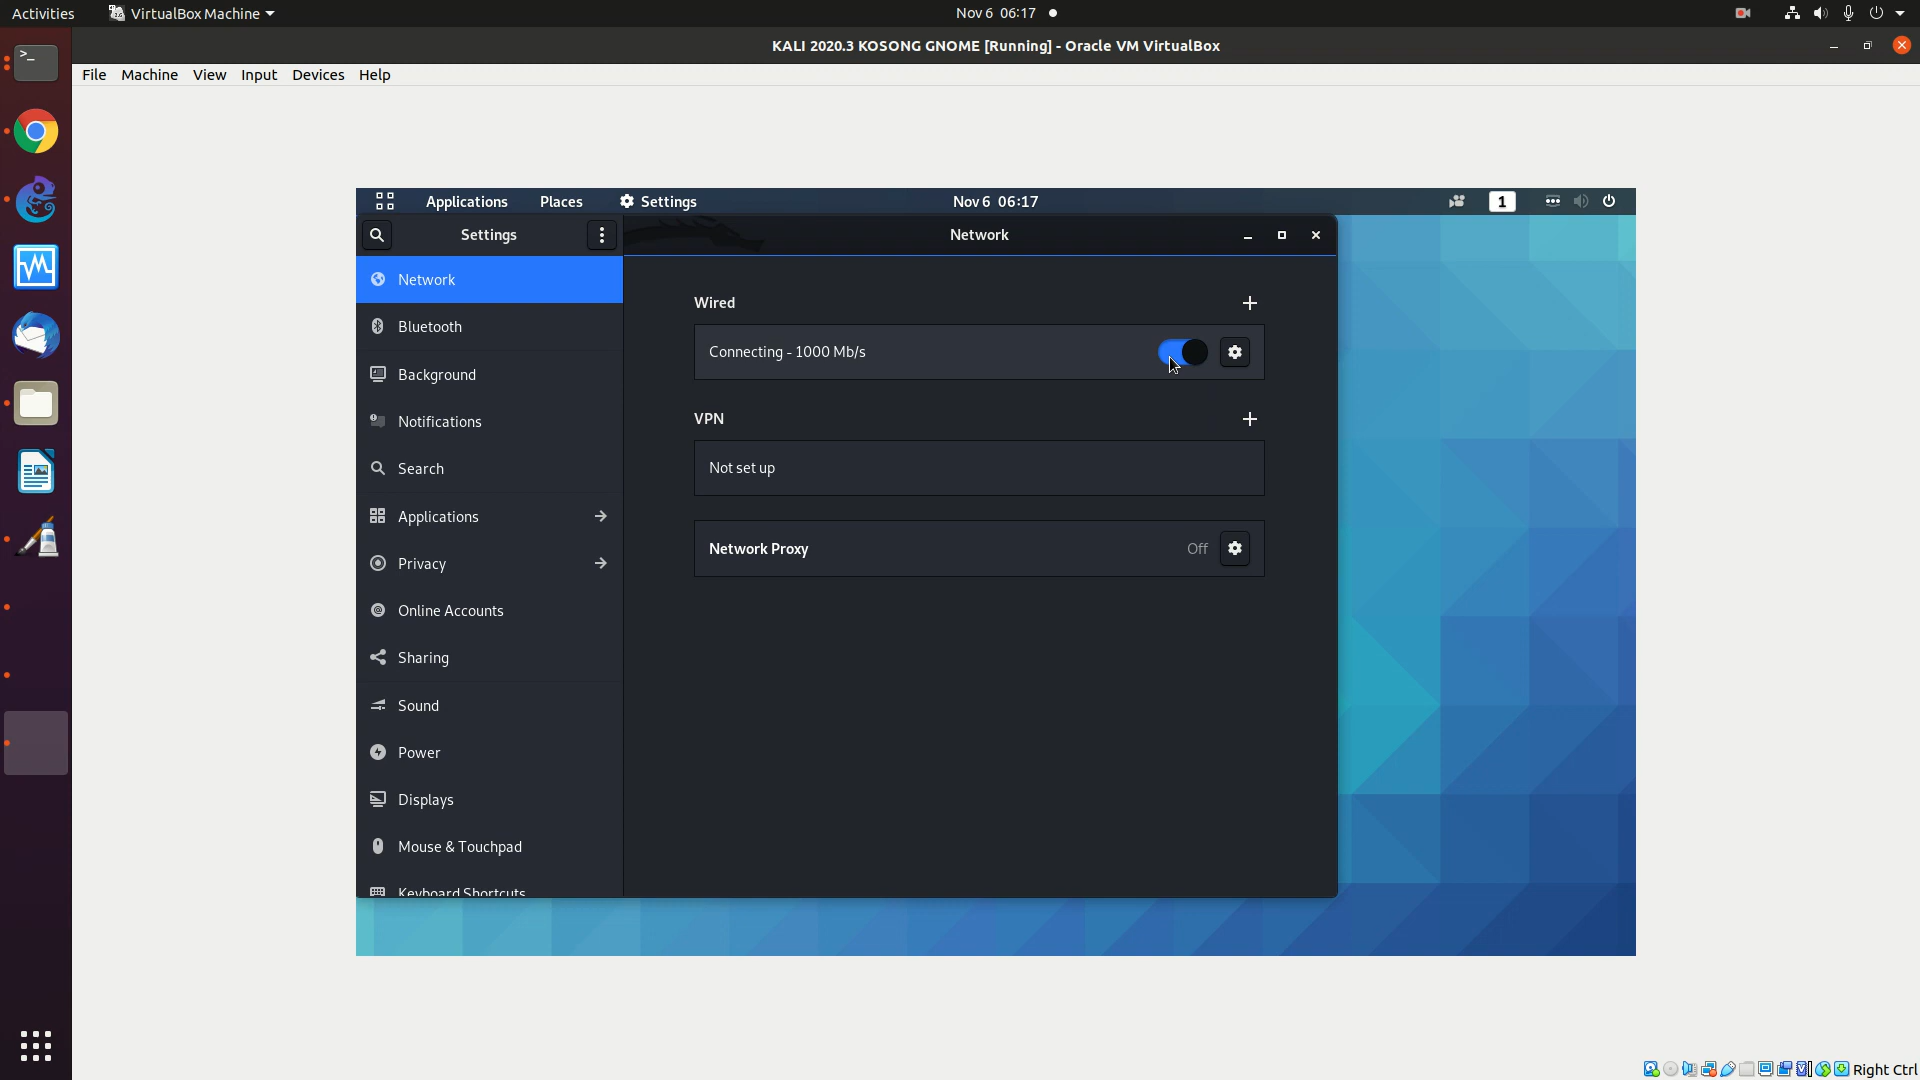 Activities
VirtualBox Machine
Nov 6 06:17
KALI 2020.3 KOSONG GNOME [Running] - Oracle VM VirtualBox
File Machine View Input Devices Help
Applications Places Settings
Nov 6 06:17
1
Settings
Network
Network
Bluetooth
Background
Notifications
Search
Applications
Privacy
Online Accounts
Sharing
Sound
Power
Displays
Mouse & Touchpad
Keyboard Shortcuts
Wired
Connecting - 1000 Mb/s
VPN
Not set up
Network Proxy
Off
Right Ctrl